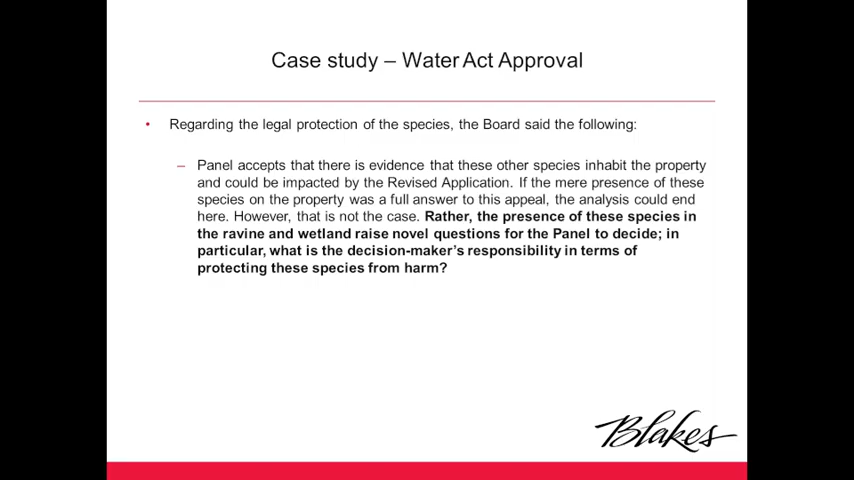 Case study – Water Act Approval
• Regarding the legal protection of the species, the Board said the following:
– Panel accepts that there is evidence that these other species inhabit the property
and could be impacted by the Revised Application. If the mere presence of these
species on the property was a full answer to this appeal, the analysis could end
here. However, that is not the case. Rather, the presence of these species in
the ravine and wetland raise novel questions for the Panel to decide; in
particular, what is the decision-maker's responsibility in terms of
protecting these species from harm?
Blakes